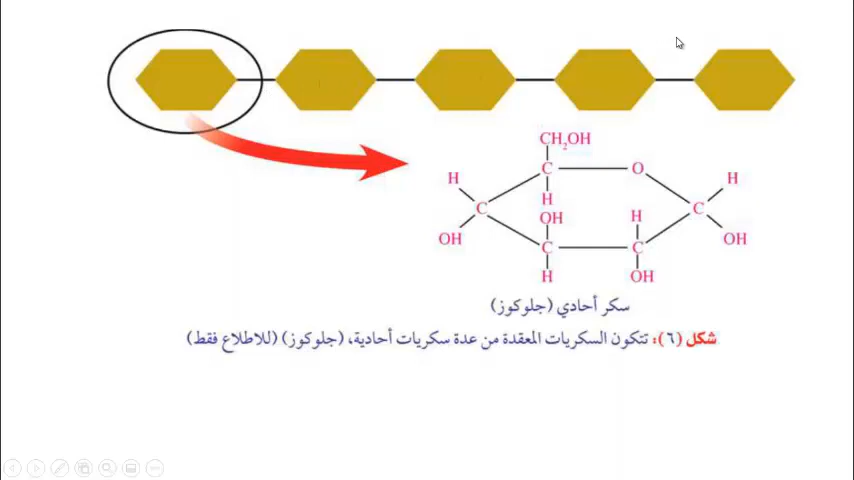 CH2OH
H C O H
C H C
OH OH H OH
C C
H OH
سكر أحادي (جلوكوز)
شكل (٦): تتكون السكريات المعقدة من عدة سكريات أحادية، (جلوكوز) (للاطلاع فقط)